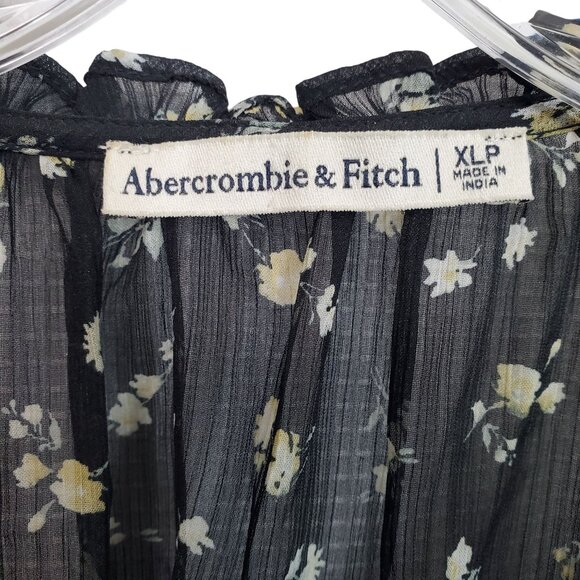 Abercrombie & Fitch | XLP
MADE IN
INDIA